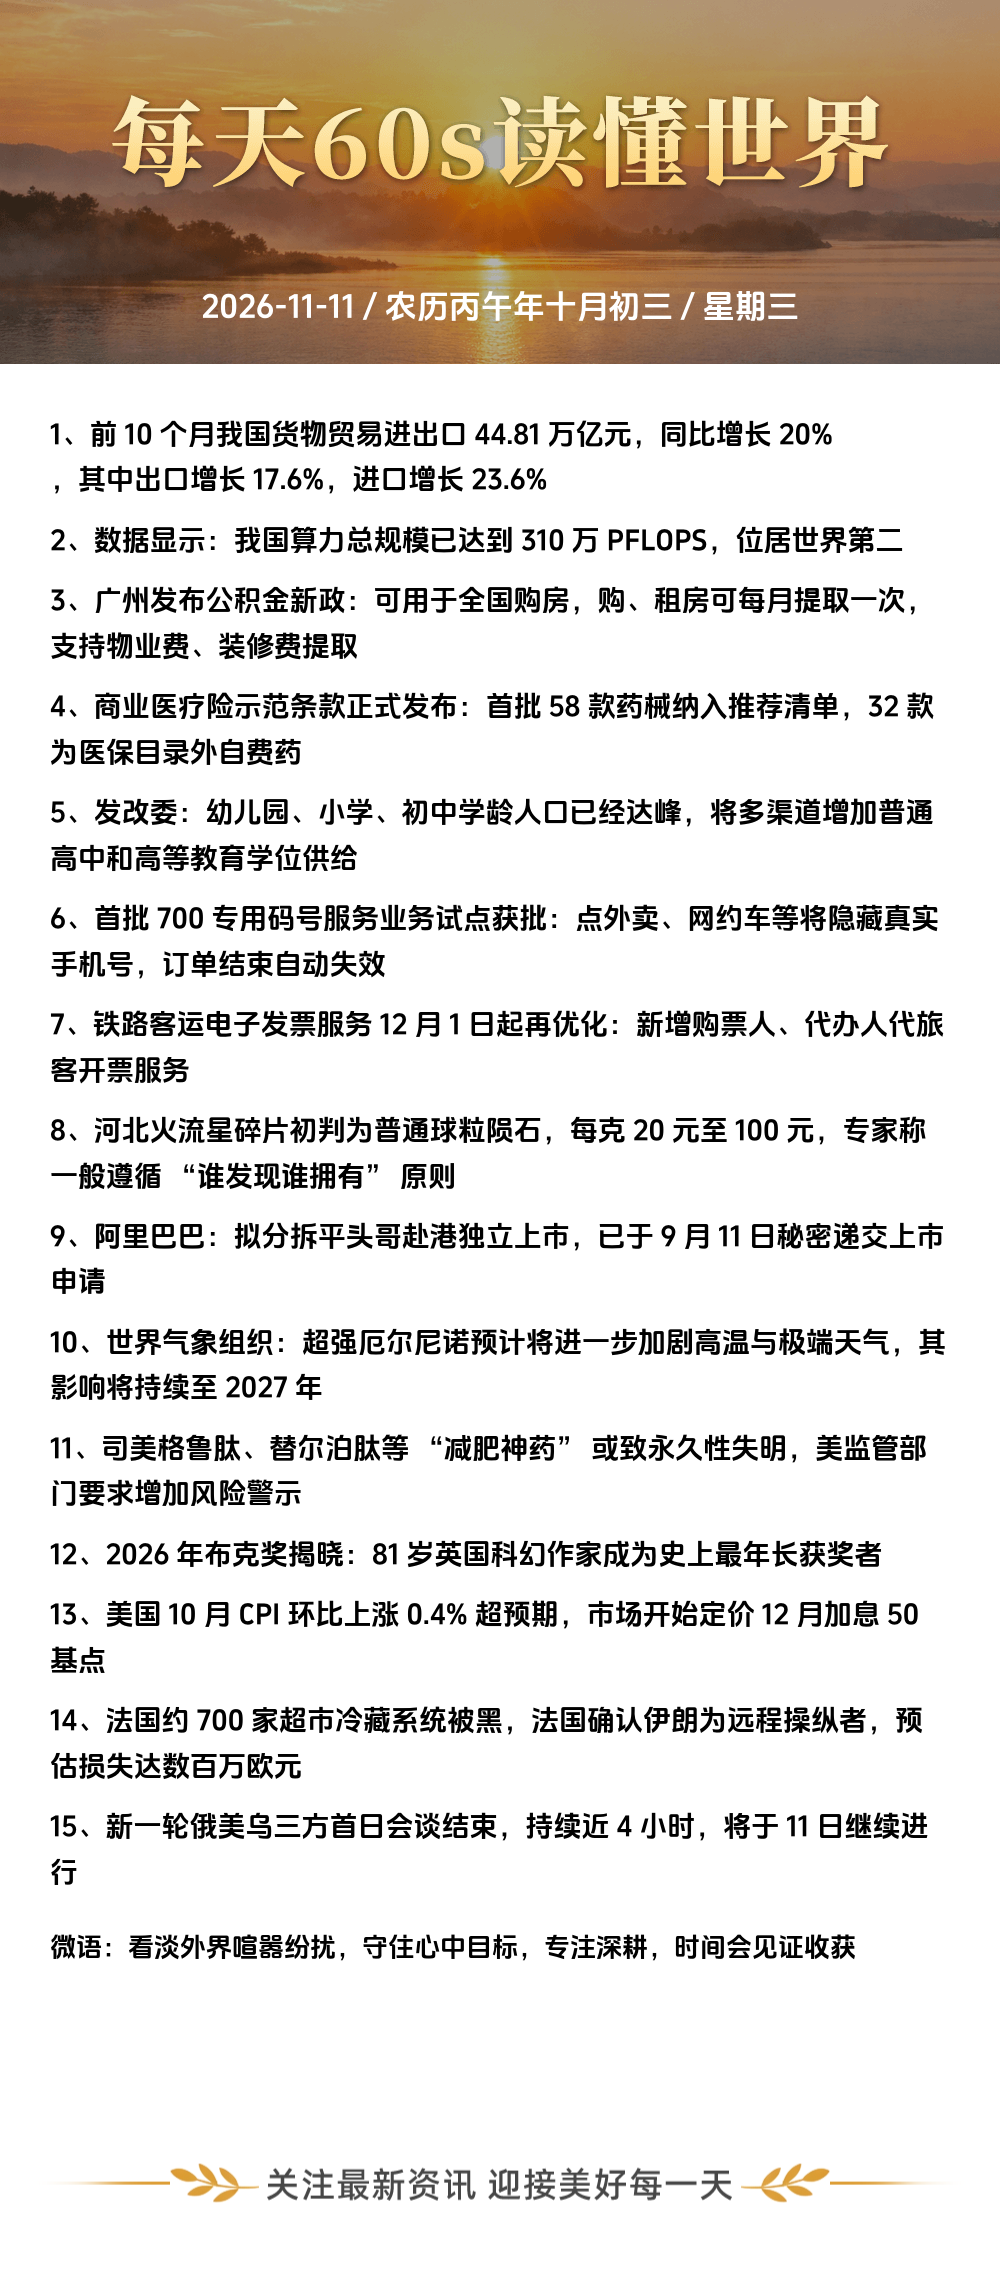 每天60s读懂世界
2026-11-11 / 农历丙午年十月初三 / 星期三
1、前 10 个月我国货物贸易进出口 44.81 万亿元，同比增长 20%
，其中出口增长 17.6%，进口增长 23.6%
2、数据显示：我国算力总规模已达到 310 万 PFLOPS，位居世界第二
3、广州发布公积金新政：可用于全国购房，购、租房可每月提取一次，
支持物业费、装修费提取
4、商业医疗险示范条款正式发布：首批 58 款药械纳入推荐清单，32 款
为医保目录外自费药
5、发改委：幼儿园、小学、初中学龄人口已经达峰，将多渠道增加普通
高中和高等教育学位供给
6、首批 700 专用码号服务业务试点获批：点外卖、网约车等将隐藏真实
手机号，订单结束自动失效
7、铁路客运电子发票服务 12 月 1 日起再优化：新增购票人、代办人代旅
客开票服务
8、河北火流星碎片初判为普通球粒陨石，每克 20 元至 100 元，专家称
一般遵循 “谁发现谁拥有” 原则
9、阿里巴巴：拟分拆平头哥赴港独立上市，已于 9 月 11 日秘密递交上市
申请
10、世界气象组织：超强厄尔尼诺预计将进一步加剧高温与极端天气，其
影响将持续至 2027 年
11、司美格鲁肽、替尔泊肽等 “减肥神药” 或致永久性失明，美监管部
门要求增加风险警示
12、2026 年布克奖揭晓：81 岁英国科幻作家成为史上最年长获奖者
13、美国 10 月 CPI 环比上涨 0.4% 超预期，市场开始定价 12 月加息 50
基点
14、法国约 700 家超市冷藏系统被黑，法国确认伊朗为远程操纵者，预
估损失达数百万欧元
15、新一轮俄美乌三方首日会谈结束，持续近 4 小时，将于 11 日继续进
行
微语：看淡外界喧嚣纷扰，守住心中目标，专注深耕，时间会见证收获
关注最新资讯 迎接美好每一天